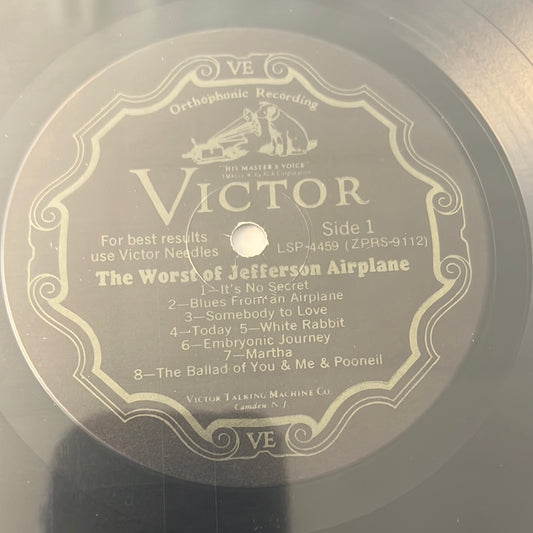 VE
Orthophonic Recording
"HIS MASTER'S VOICE"
VICTOR
For best results
use Victor Needles
Side 1
LSP-4459 (ZPRS-9112)
The Worst of Jefferson Airplane
1—It's No Secret
2—Blues From an Airplane
3—Somebody to Love
4—Today 5—White Rabbit
6—Embryonic Journey
7—Martha
8—The Ballad of You & Me & Pooneil
VICTOR TALKING MACHINE CO.
Camden, N.J.
VE